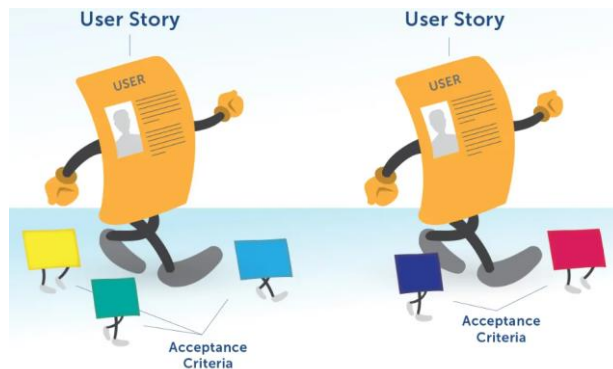 User Story
User Story
USER
USER
Acceptance
Criteria
Acceptance
Criteria